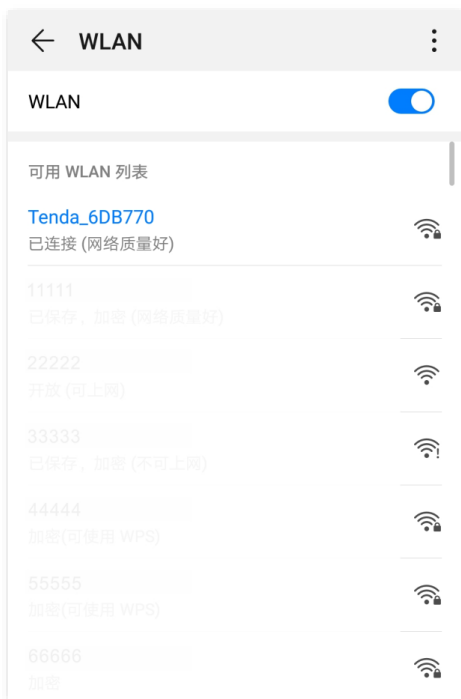 WLAN
WLAN
可用 WLAN 列表
Tenda_6DB770
已连接 (网络质量好)
11111
已保存，加密 (网络质量好)
22222
开放 (可上网)
33333
已保存，加密 (不可上网)
44444
加密(可使用 WPS)
55555
加密(可使用 WPS)
66666
加密